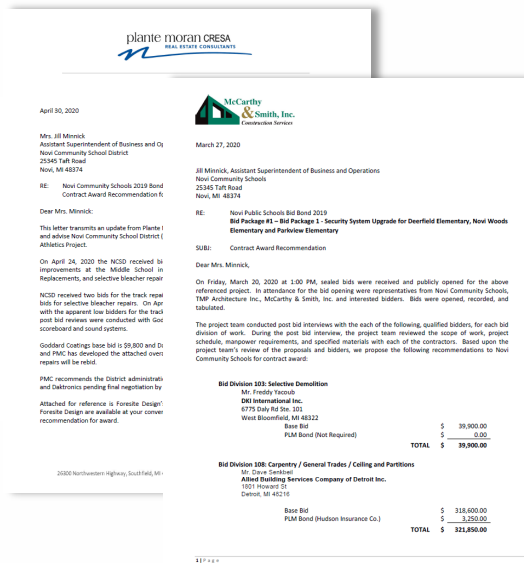 plante moran CRESA
REAL ESTATE CONSULTANTS
April 30, 2020
Mrs. Jill Minnick
Assistant Superintendent of Business and Op
Novi Community School District
25345 Taft Road
Novi, MI 48374
RE: Novi Community Schools 2019 Bond
Contract Award Recommendation fo
Dear Mrs. Minnick:
This letter transmits an update from Plante
and advise Novi Community School District (
Athletics Project.
On April 24, 2020 the NCSD received bi
improvements at the Middle School in
Replacements, and selective bleacher repair
NCSD received two bids for the track repai
bids for selective bleacher repairs. On Apr
with the apparent low bidders for the track
post bid reviews were conducted with God
scoreboard and sound systems.
Goddard Coatings base bid is $9,800 and Da
and PMC has developed the attached overa
repairs will be rebid.
PMC recommends the District administrati
and Daktronics pending final negotiation by
Attached for reference is Foresite Design'
Foresite Design are available at your conver
recommendation for award.
26300 Northwestern Highway, Southfield, MI
McCarthy
& Smith, Inc.
Construction Services
March 27, 2020
Jill Minnick, Assistant Superintendent of Business and Operations
Novi Community Schools
25345 Taft Road
Novi, MI 48374
RE: Novi Public Schools Bid Bond 2019
Bid Package #1 – Bid Package 1 - Security System Upgrade for Deerfield Elementary, Novi Woods
Elementary and Parkview Elementary
SUBJ: Contract Award Recommendation
Dear Mrs. Minnick,
On Friday, March 20, 2020 at 1:00 PM, sealed bids were received and publicly opened for the above
referenced project. In attendance for the bid opening were representatives from Novi Community Schools,
TMP Architecture Inc., McCarthy & Smith, Inc. and interested bidders. Bids were opened, recorded, and
tabulated.
The project team conducted post bid interviews with the each of the following, qualified bidders, for each bid
division of work. During the post bid interview, the project team reviewed the scope of work, project
schedule, manpower requirements, and specified materials with each of the contractors. Based upon the
project team's review of the proposals and bidders, we propose the following recommendations to Novi
Community Schools for contract award:
Bid Division 103: Selective Demolition
Mr. Freddy Yacoub
DKI International Inc.
6775 Daly Rd Ste. 101
West Bloomfield, MI 48322
Base Bid $ 39,900.00
PLM Bond (Not Required) $ 0.00
TOTAL $ 39,900.00
Bid Division 108: Carpentry / General Trades / Ceiling and Partitions
Mr. Dave Senkbeil
Allied Building Services Company of Detroit Inc.
1801 Howard St
Detroit, MI 48216
Base Bid $ 318,600.00
PLM Bond (Hudson Insurance Co.) $ 3,250.00
TOTAL $ 321,850.00
1 | P a g e